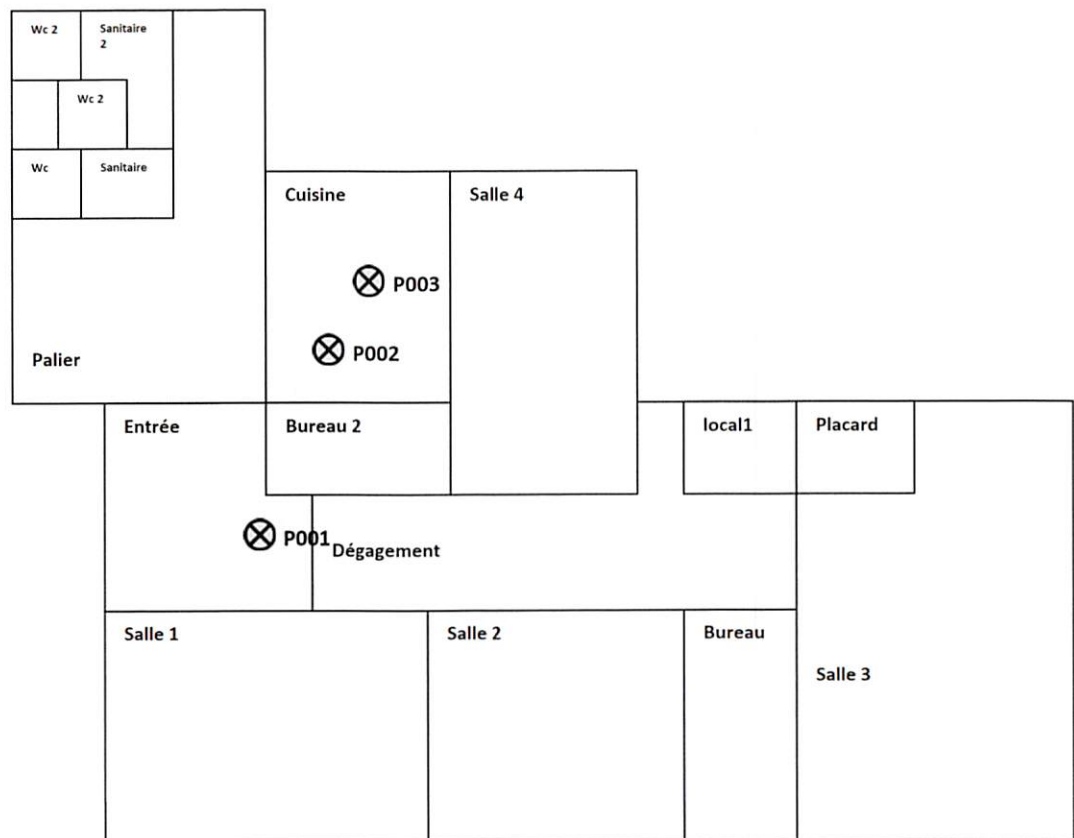 Wc 2
Sanitaire
2
Wc 2
Wc
Sanitaire
Cuisine
Salle 4
P003
P002
Palier
Entrée
Bureau 2
local1
Placard
P001
Dégagement
Salle 1
Salle 2
Bureau
Salle 3